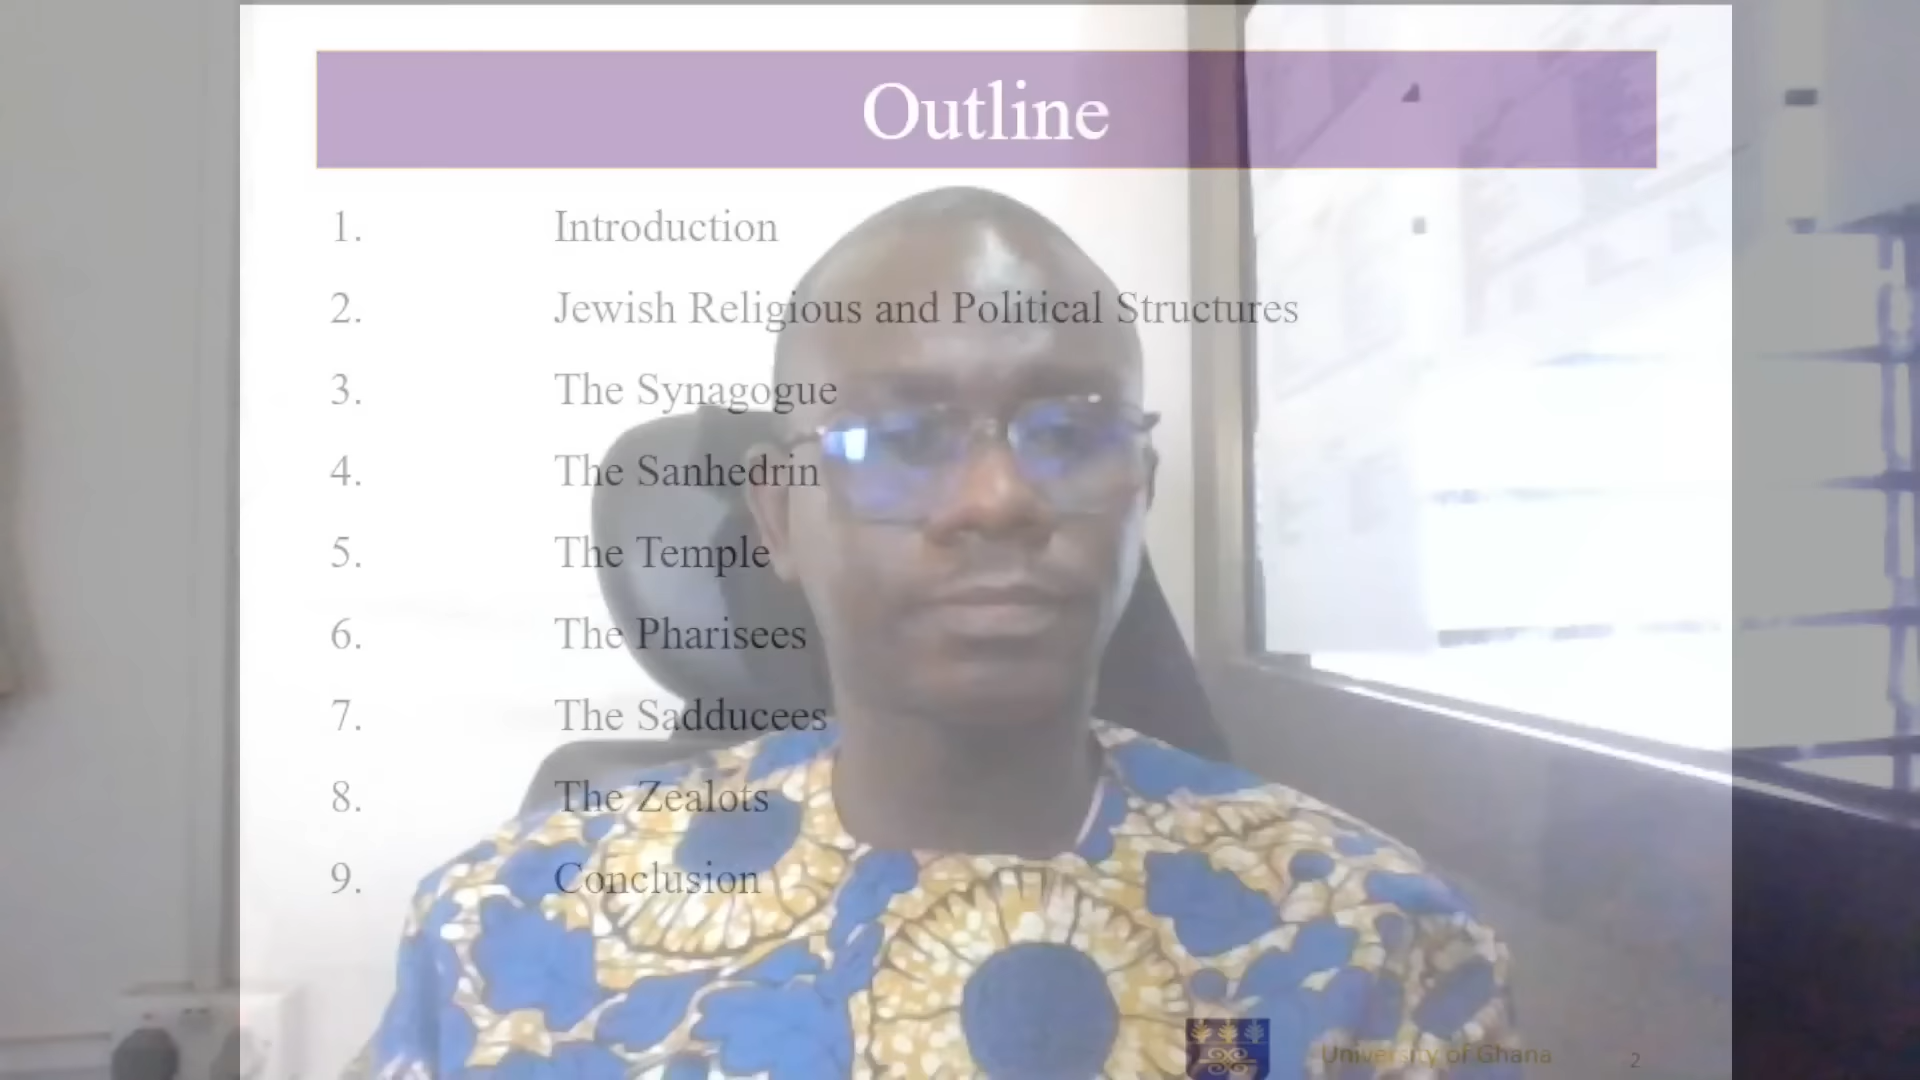 Outline
1. Introduction
2. Jewish Religious and Political Structures
3. The Synagogue
4. The Sanhedrin
5. The Temple
6. The Pharisees
7. The Sadducees
8. The Zealots
9. Conclusion
University of Ghana 2